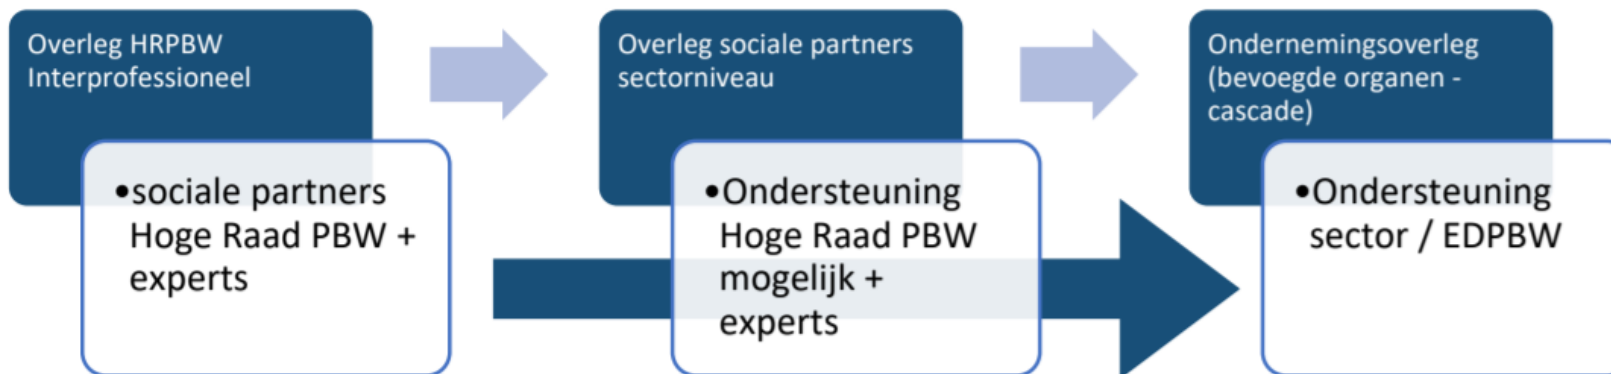 Overleg HRPBW
Interprofessioneel
•sociale partners
Hoge Raad PBW +
experts
Overleg sociale partners
sectorniveau
•Ondersteuning
Hoge Raad PBW
mogelijk +
experts
Ondernemingsoverleg
(bevoegde organen -
cascade)
•Ondersteuning
sector / EDPBW